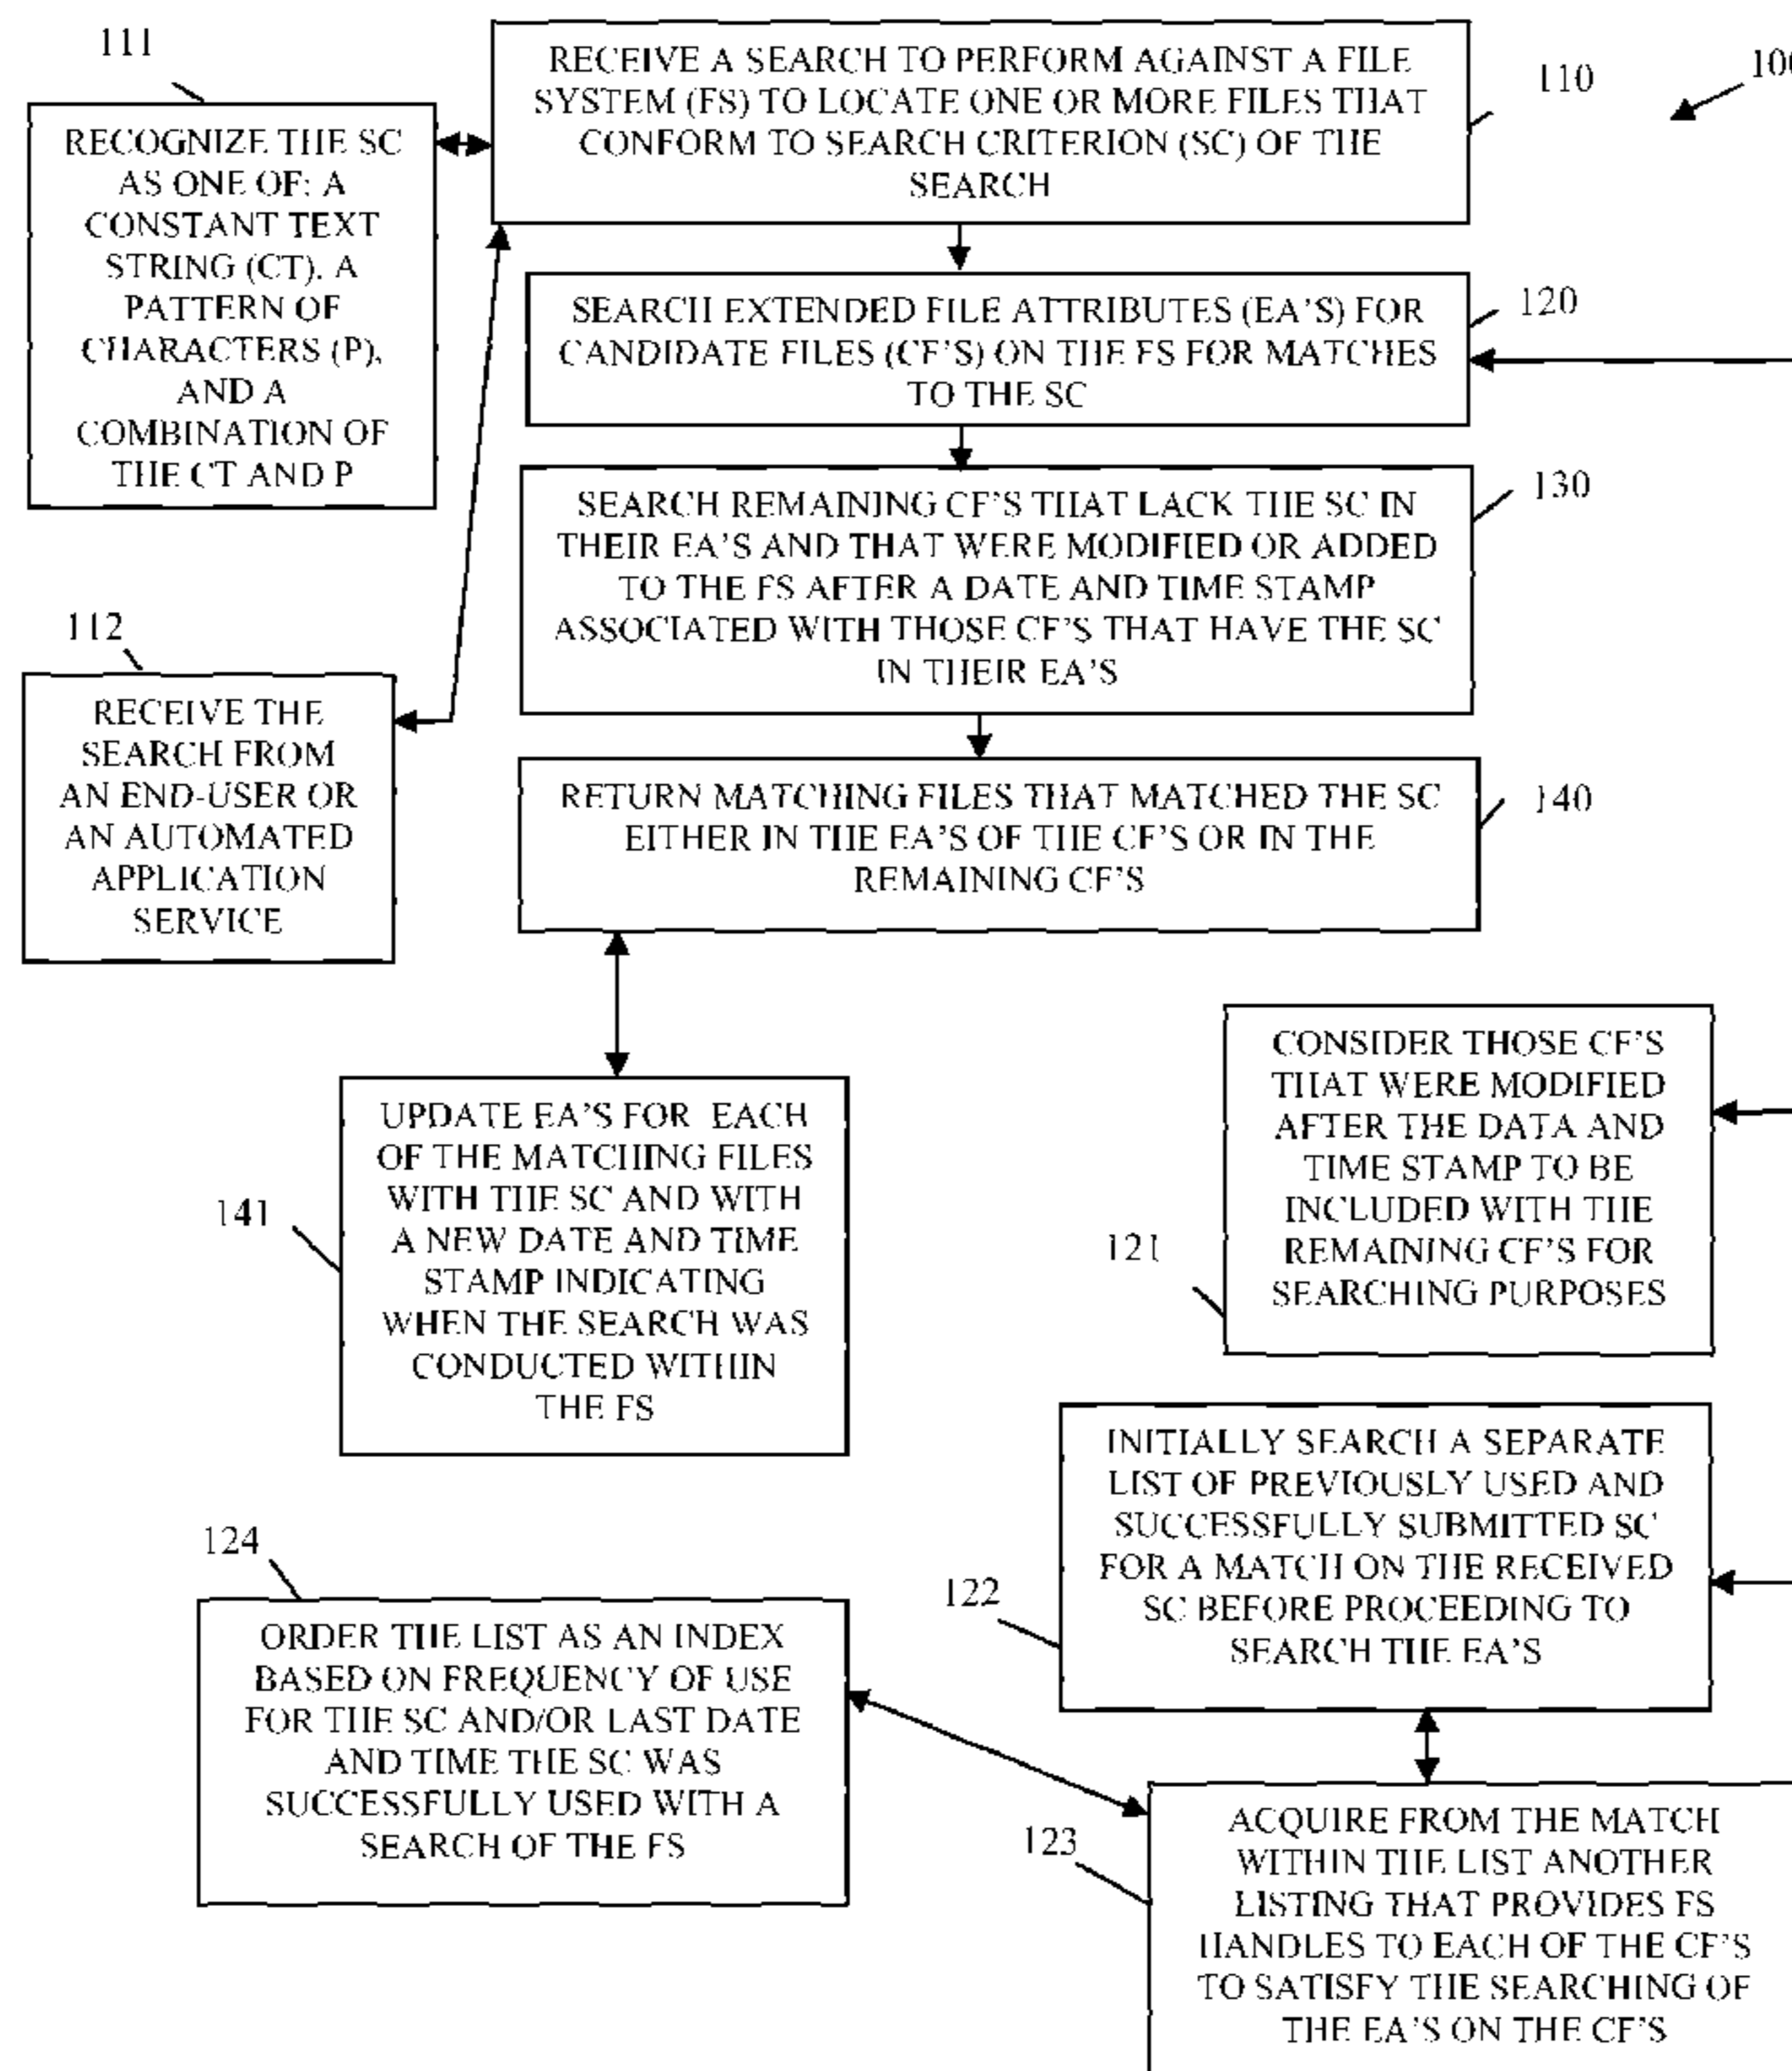 111
RECEIVE A SEARCH TO PERFORM AGAINST A FILE
SYSTEM (FS) TO LOCATE ONE OR MORE FILES THAT
CONFORM TO SEARCH CRITERION (SC) OF THE
SEARCH
110
RECOGNIZE THE SC
AS ONE OF: A
CONSTANT TEXT
STRING (CT), A
PATTERN OF
CHARACTERS (P),
AND A
COMBINATION OF
THE CT AND P
SEARCH EXTENDED FILE ATTRIBUTES (EA'S) FOR
CANDIDATE FILES (CF'S) ON THE FS FOR MATCHES
TO THE SC
120
SEARCH REMAINING CF'S THAT LACK THE SC IN
THEIR EA'S AND THAT WERE MODIFIED OR ADDED
TO THE FS AFTER A DATE AND TIME STAMP
ASSOCIATED WITH THOSE CF'S THAT HAVE THE SC
IN THEIR EA'S
130
112
RECEIVE THE
SEARCH FROM
AN END-USER OR
AN AUTOMATED
APPLICATION
SERVICE
RETURN MATCHING FILES THAT MATCHED THE SC
EITHER IN THE EA'S OF THE CF'S OR IN THE
REMAINING CF'S
140
UPDATE EA'S FOR EACH
OF THE MATCHING FILES
WITH THE SC AND WITH
A NEW DATE AND TIME
STAMP INDICATING
WHEN THE SEARCH WAS
CONDUCTED WITHIN
THE FS
141
CONSIDER THOSE CF'S
THAT WERE MODIFIED
AFTER THE DATA AND
TIME STAMP TO BE
INCLUDED WITH THE
REMAINING CF'S FOR
SEARCHING PURPOSES
121
INITIALLY SEARCH A SEPARATE
LIST OF PREVIOUSLY USED AND
SUCCESSFULLY SUBMITTED SC
FOR A MATCH ON THE RECEIVED
SC BEFORE PROCEEDING TO
SEARCH THE EA'S
122
124
ORDER THE LIST AS AN INDEX
BASED ON FREQUENCY OF USE
FOR THE SC AND/OR LAST DATE
AND TIME THE SC WAS
SUCCESSFULLY USED WITH A
SEARCH OF THE FS
123
ACQUIRE FROM THE MATCH
WITHIN THE LIST ANOTHER
LISTING THAT PROVIDES FS
HANDLES TO EACH OF THE CF'S
TO SATISFY THE SEARCHING OF
THE EA'S ON THE CF'S